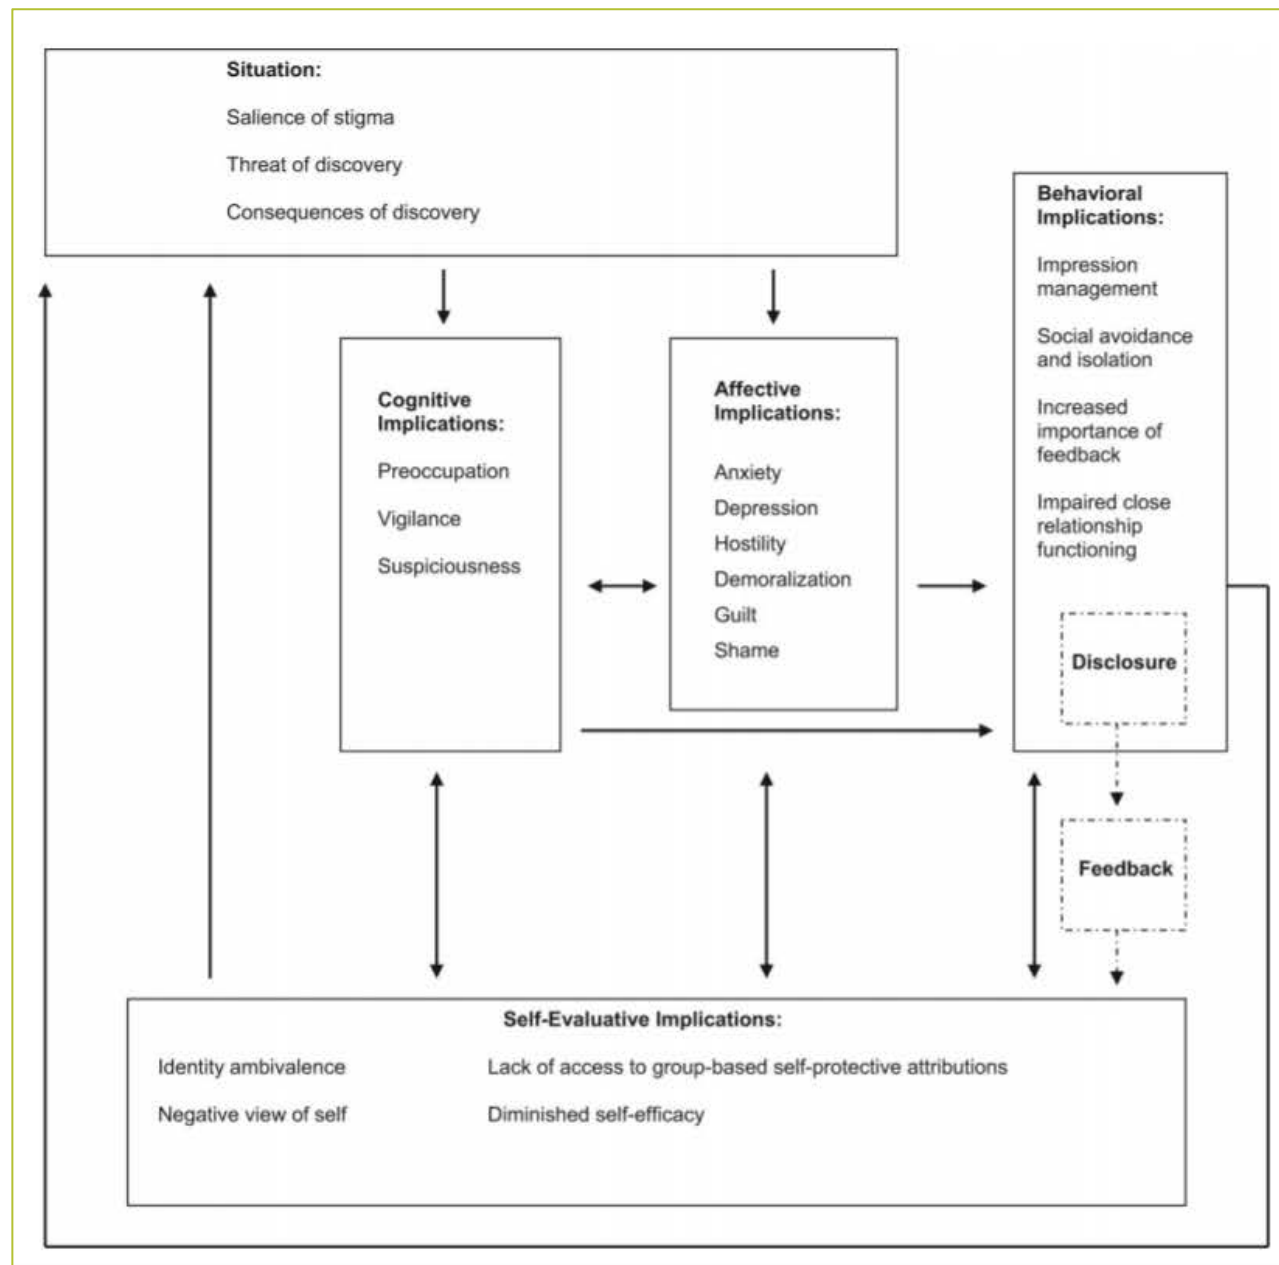 Situation:
Salience of stigma
Threat of discovery
Consequences of discovery
Cognitive
Implications:
Preoccupation
Vigilance
Suspiciousness
Affective
Implications:
Anxiety
Depression
Hostility
Demoralization
Guilt
Shame
Behavioral
Implications:
Impression
management
Social avoidance
and isolation
Increased
importance of
feedback
Impaired close
relationship
functioning
Disclosure
Feedback
Self-Evaluative Implications:
Identity ambivalence
Negative view of self
Lack of access to group-based self-protective attributions
Diminished self-efficacy